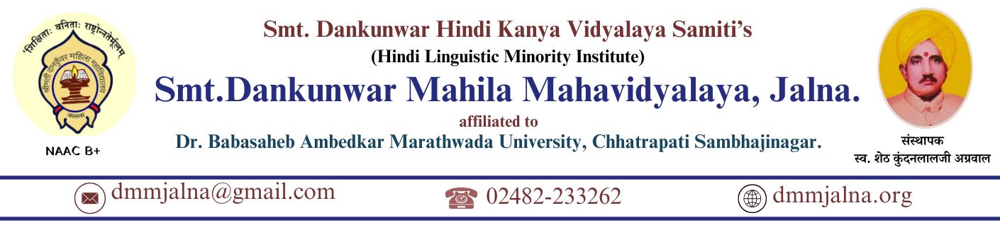 'शिक्षिताः वनिताः राष्ट्रोन्नतेर्मूलम्
श्रीमती दानकुँवर महिला महाविद्यालय
जालना
NAAC B+
Smt. Dankunwar Hindi Kanya Vidyalaya Samiti's
(Hindi Linguistic Minority Institute)
Smt.Dankunwar Mahila Mahavidyalaya, Jalna.
affiliated to
Dr. Babasaheb Ambedkar Marathwada University, Chhatrapati Sambhajinagar.
संस्थापक
स्व. शेठ कुंदनलालजी अग्रवाल
dmmjalna@gmail.com
02482-233262
dmmjalna.org